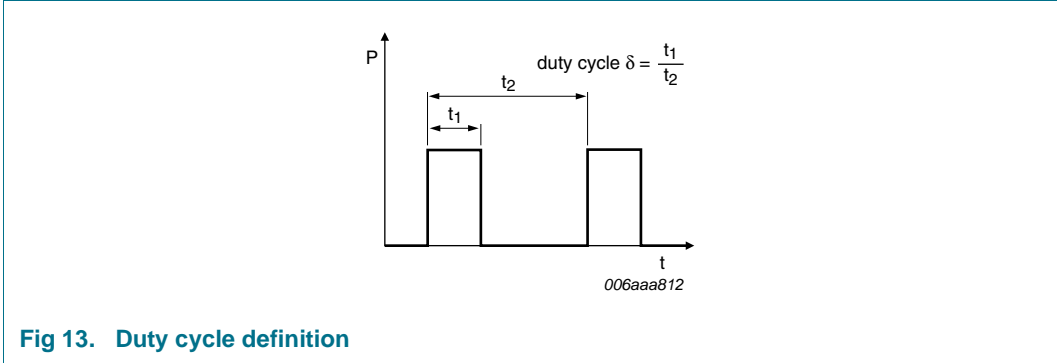 P
duty cycle δ = t1
t2
t2
t1
t
006aaa812
Fig 13. Duty cycle definition